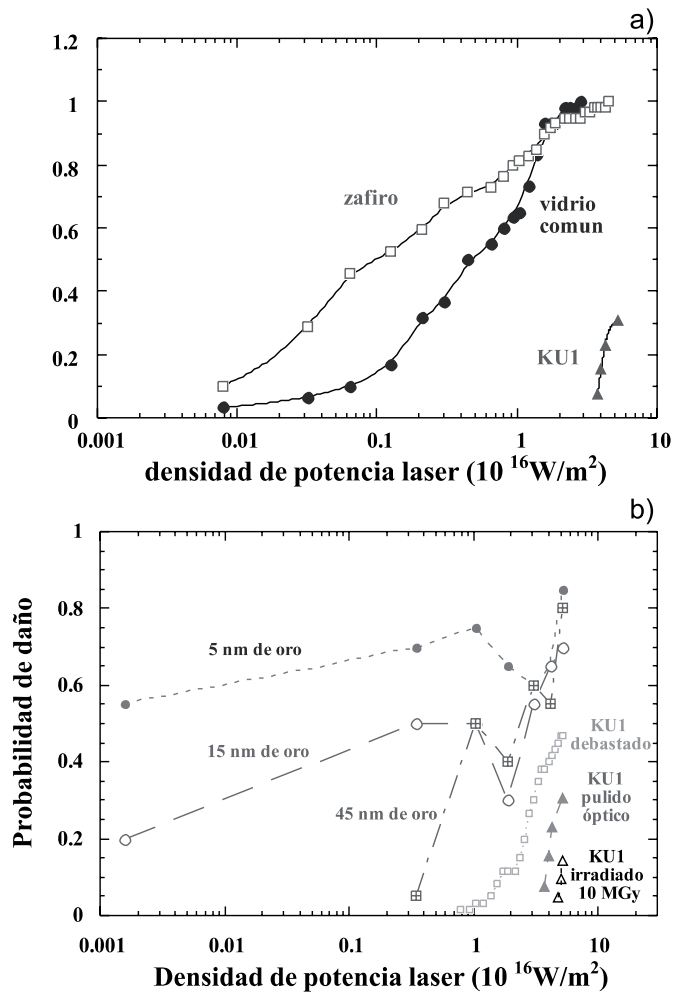 a)
1.2
1
0.8
0.6
0.4
0.2
0
zafiro
vidrio
comun
KU1
0.001
0.01
0.1
1
10
densidad de potencia laser (10 16W/m2)
b)
Probabilidad de daño
1
0.8
0.6
0.4
0.2
0
5 nm de oro
15 nm de oro
45 nm de oro
KU1
debastado
KU1
pulido
óptico
KU1
irradiado
10 MGy
0.001
0.01
0.1
1
10
Densidad de potencia laser (10 16W/m2)